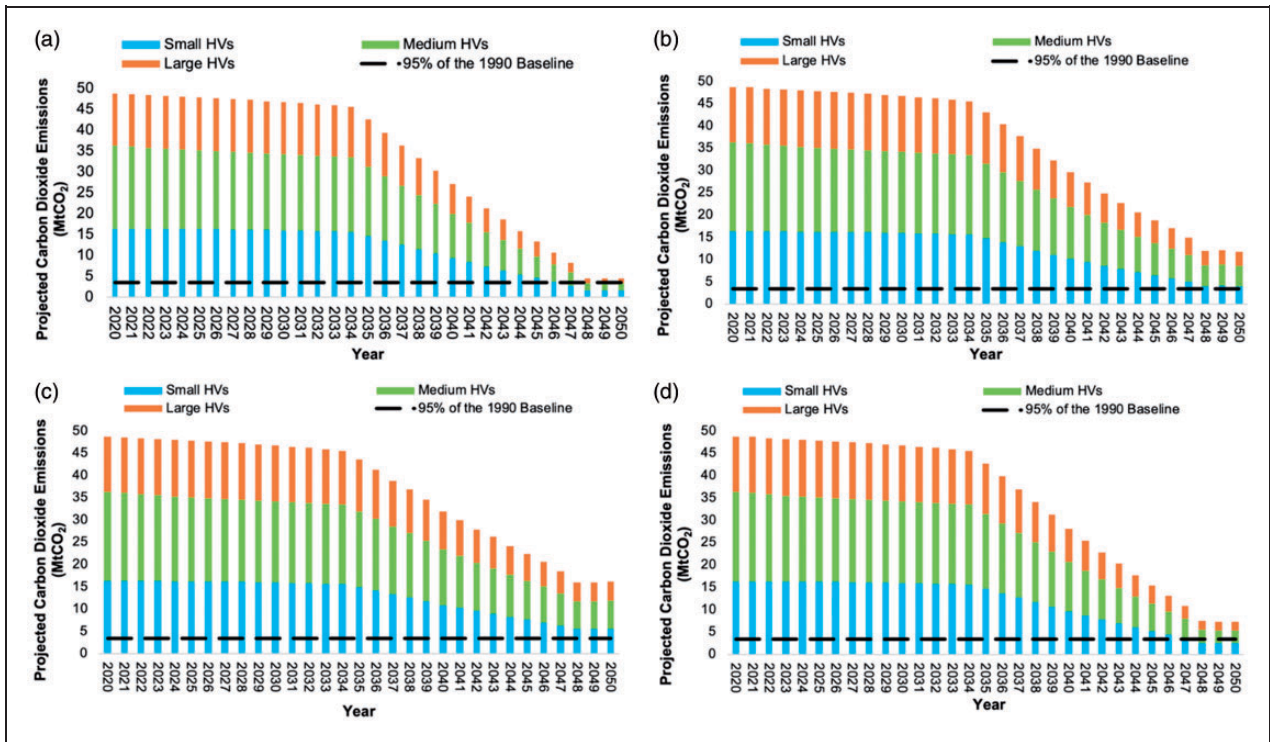 (a)
Small HVs
Medium HVs
Large HVs
•95% of the 1990 Baseline
Projected Carbon Dioxide Emissions
(MtCO₂)
50
45
40
35
30
25
20
15
10
5
0
2020 2021 2022 2023 2024 2025 2026 2027 2028 2029 2030 2031 2032 2033 2034 2035 2036 2037 2038 2039 2040 2041 2042 2043 2044 2045 2046 2047 2048 2049 2050
Year
(b)
Small HVs
Medium HVs
Large HVs
•95% of the 1990 Baseline
Projected Carbon Dioxide Emissions
(MtCO₂)
50
45
40
35
30
25
20
15
10
5
0
2020 2021 2022 2023 2024 2025 2026 2027 2028 2029 2030 2031 2032 2033 2034 2035 2036 2037 2038 2039 2040 2041 2042 2043 2044 2045 2046 2047 2048 2049 2050
Year
(c)
Small HVs
Medium HVs
Large HVs
•95% of the 1990 Baseline
Projected Carbon Dioxide Emissions
(MtCO₂)
50
45
40
35
30
25
20
15
10
5
0
2020 2021 2022 2023 2024 2025 2026 2027 2028 2029 2030 2031 2032 2033 2034 2035 2036 2037 2038 2039 2040 2041 2042 2043 2044 2045 2046 2047 2048 2049 2050
Year
(d)
Small HVs
Medium HVs
Large HVs
•95% of the 1990 Baseline
Projected Carbon Dioxide Emissions
(MtCO₂)
50
45
40
35
30
25
20
15
10
5
0
2020 2021 2022 2023 2024 2025 2026 2027 2028 2029 2030 2031 2032 2033 2034 2035 2036 2037 2038 2039 2040 2041 2042 2043 2044 2045 2046 2047 2048 2049 2050
Year